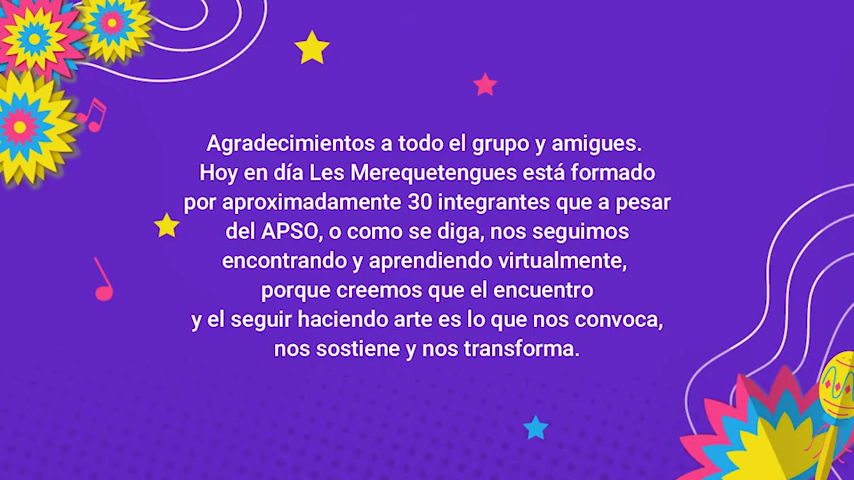 Agradecimientos a todo el grupo y amigues.
Hoy en día Les Merequetengues está formado
por aproximadamente 30 integrantes que a pesar
del APSO, o como se diga, nos seguimos
encontrando y aprendiendo virtualmente,
porque creemos que el encuentro
y el seguir haciendo arte es lo que nos convoca,
nos sostiene y nos transforma.